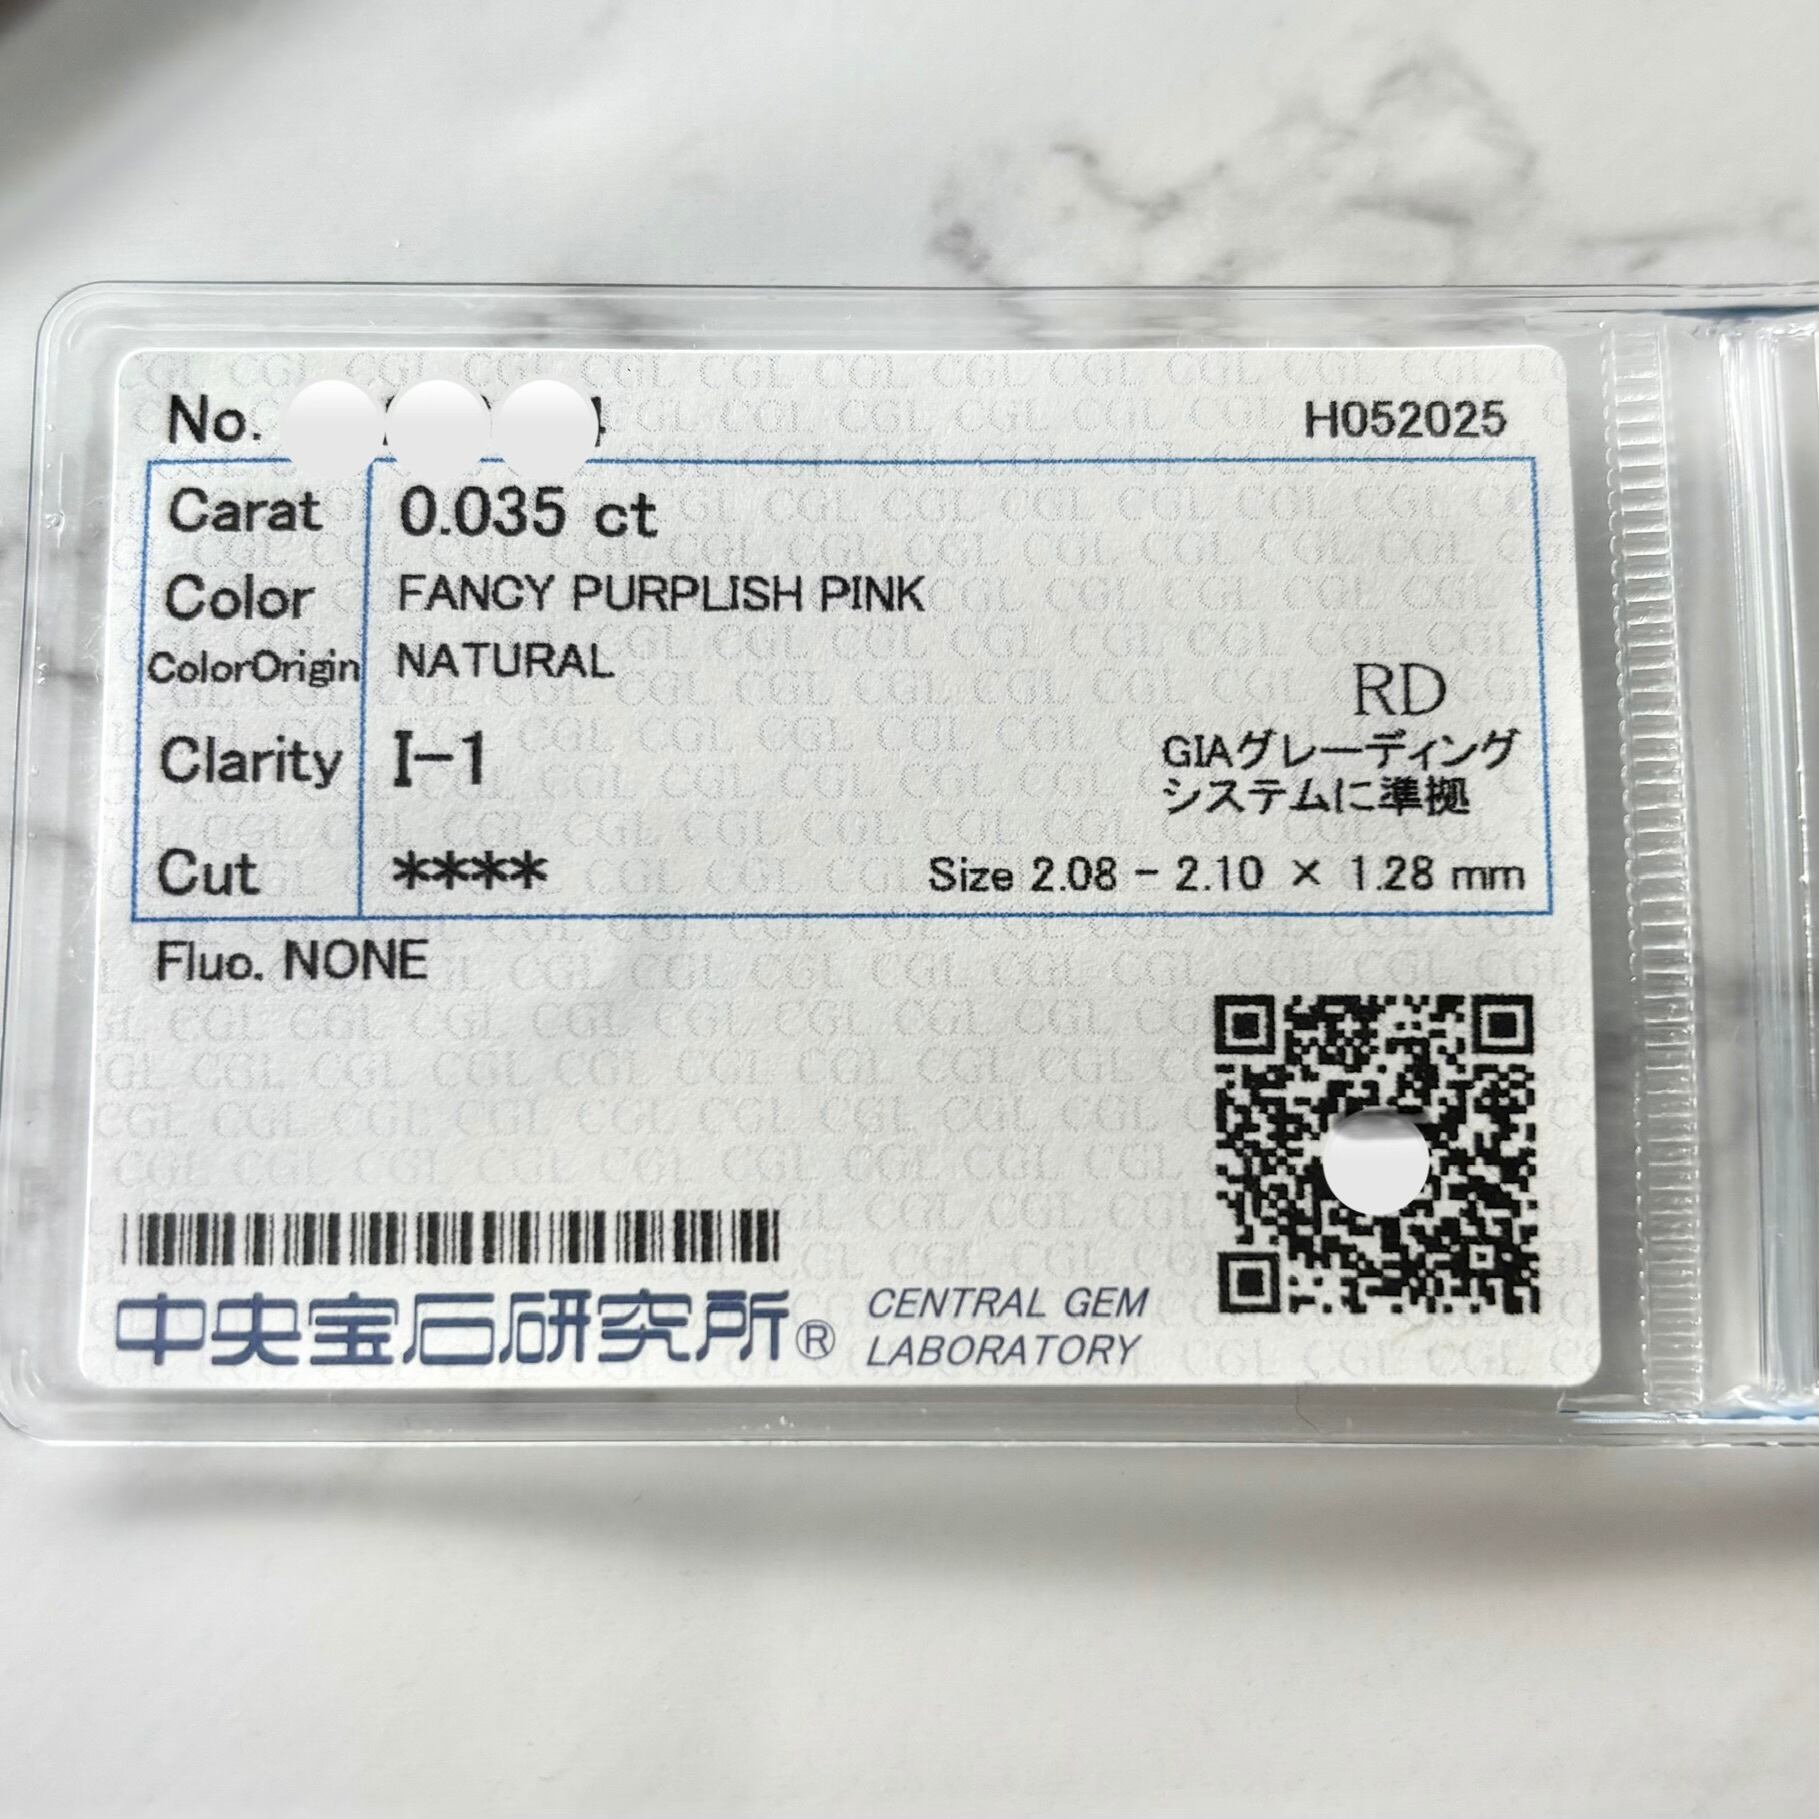 No.
H052025
Carat 0.035 ct
Color FANCY PURPLISH PINK
ColorOrigin NATURAL
RD
Clarity I-1
GIAグレーディング
システムに準拠
Cut ****
Size 2.08 - 2.10 × 1.28 mm
Fluo. NONE
中央宝石研究所®
CENTRAL GEM
LABORATORY